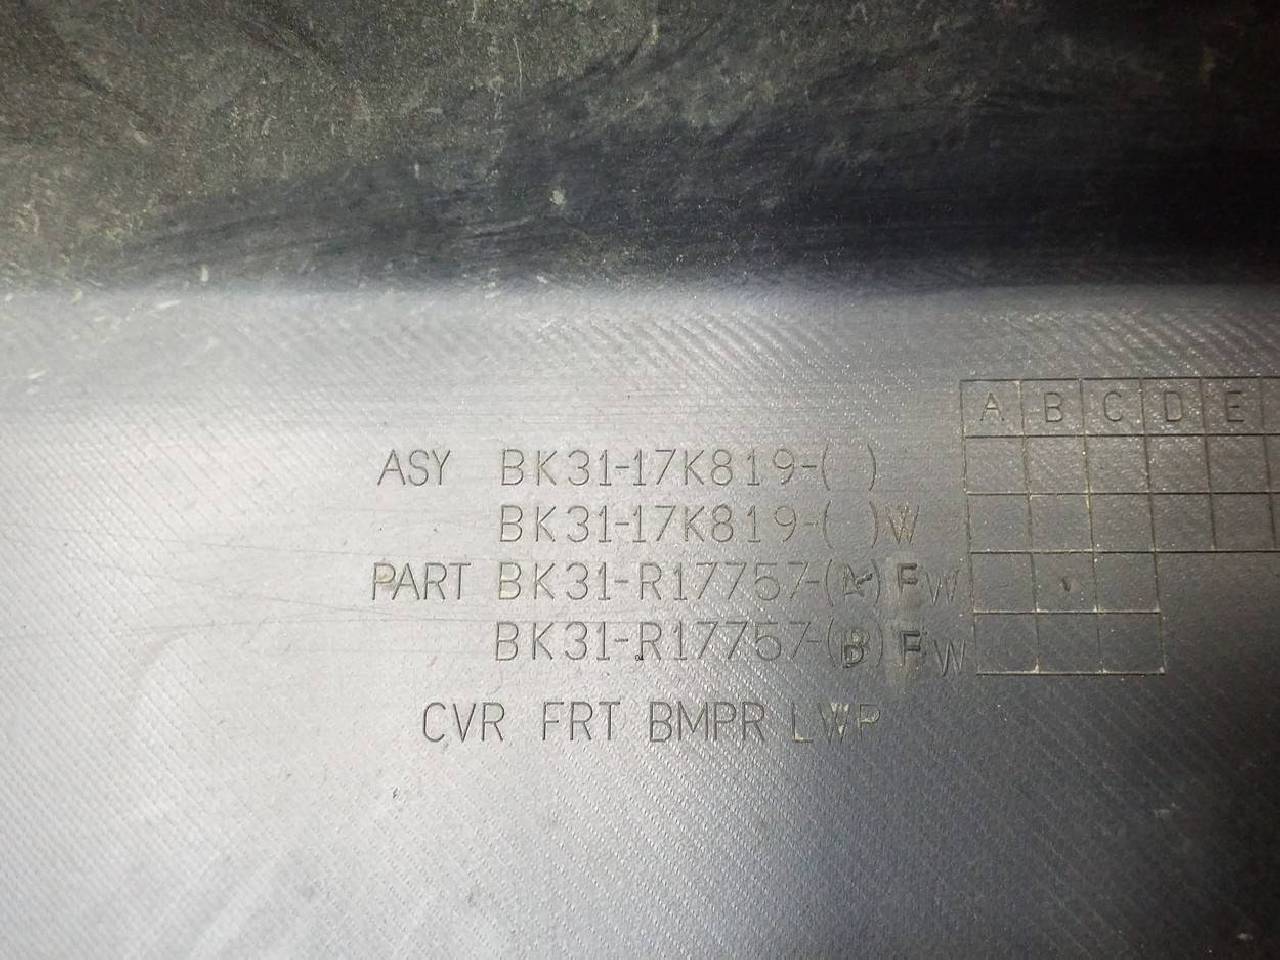 A B C D E
ASY BK31-17K819-( )
BK31-17K819-( )W
PART BK31-R17757-(A)FW
BK31-R17757-(B)FW
CVR FRT BMPR LWR